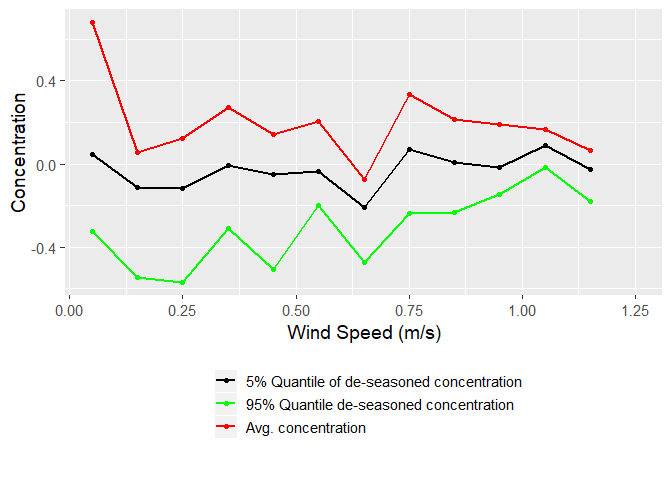 0.4
0.0
-0.4
Concentration
0.00 0.25 0.50 0.75 1.00 1.25
Wind Speed (m/s)
5% Quantile of de-seasoned concentration
95% Quantile de-seasoned concentration
Avg. concentration